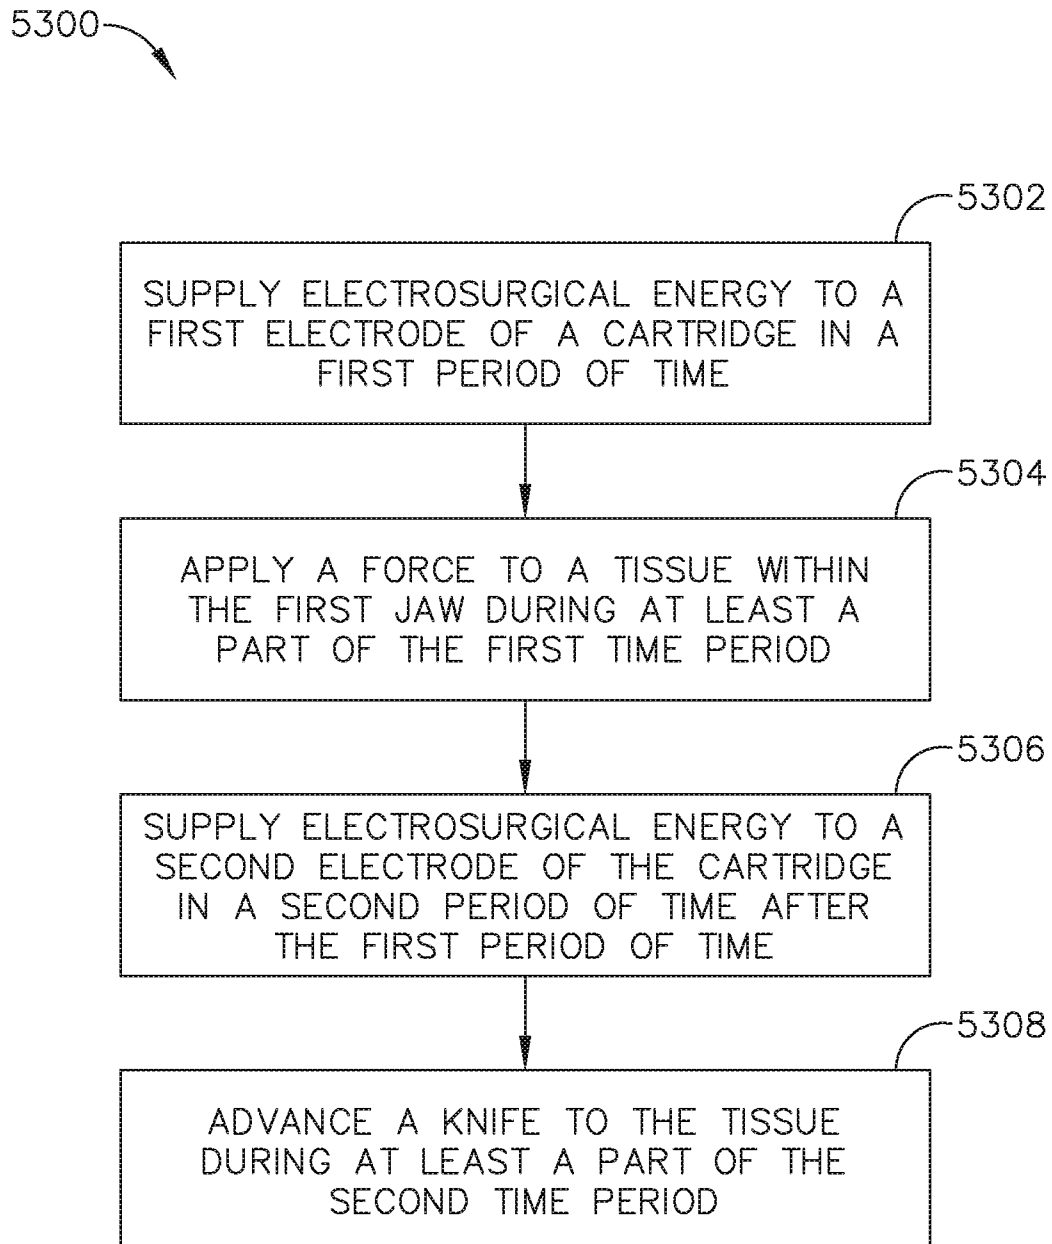 5300
5302
SUPPLY ELECTROSURGICAL ENERGY TO A
FIRST ELECTRODE OF A CARTRIDGE IN A
FIRST PERIOD OF TIME
5304
APPLY A FORCE TO A TISSUE WITHIN
THE FIRST JAW DURING AT LEAST A
PART OF THE FIRST TIME PERIOD
5306
SUPPLY ELECTROSURGICAL ENERGY TO A
SECOND ELECTRODE OF THE CARTRIDGE
IN A SECOND PERIOD OF TIME AFTER
THE FIRST PERIOD OF TIME
5308
ADVANCE A KNIFE TO THE TISSUE
DURING AT LEAST A PART OF THE
SECOND TIME PERIOD